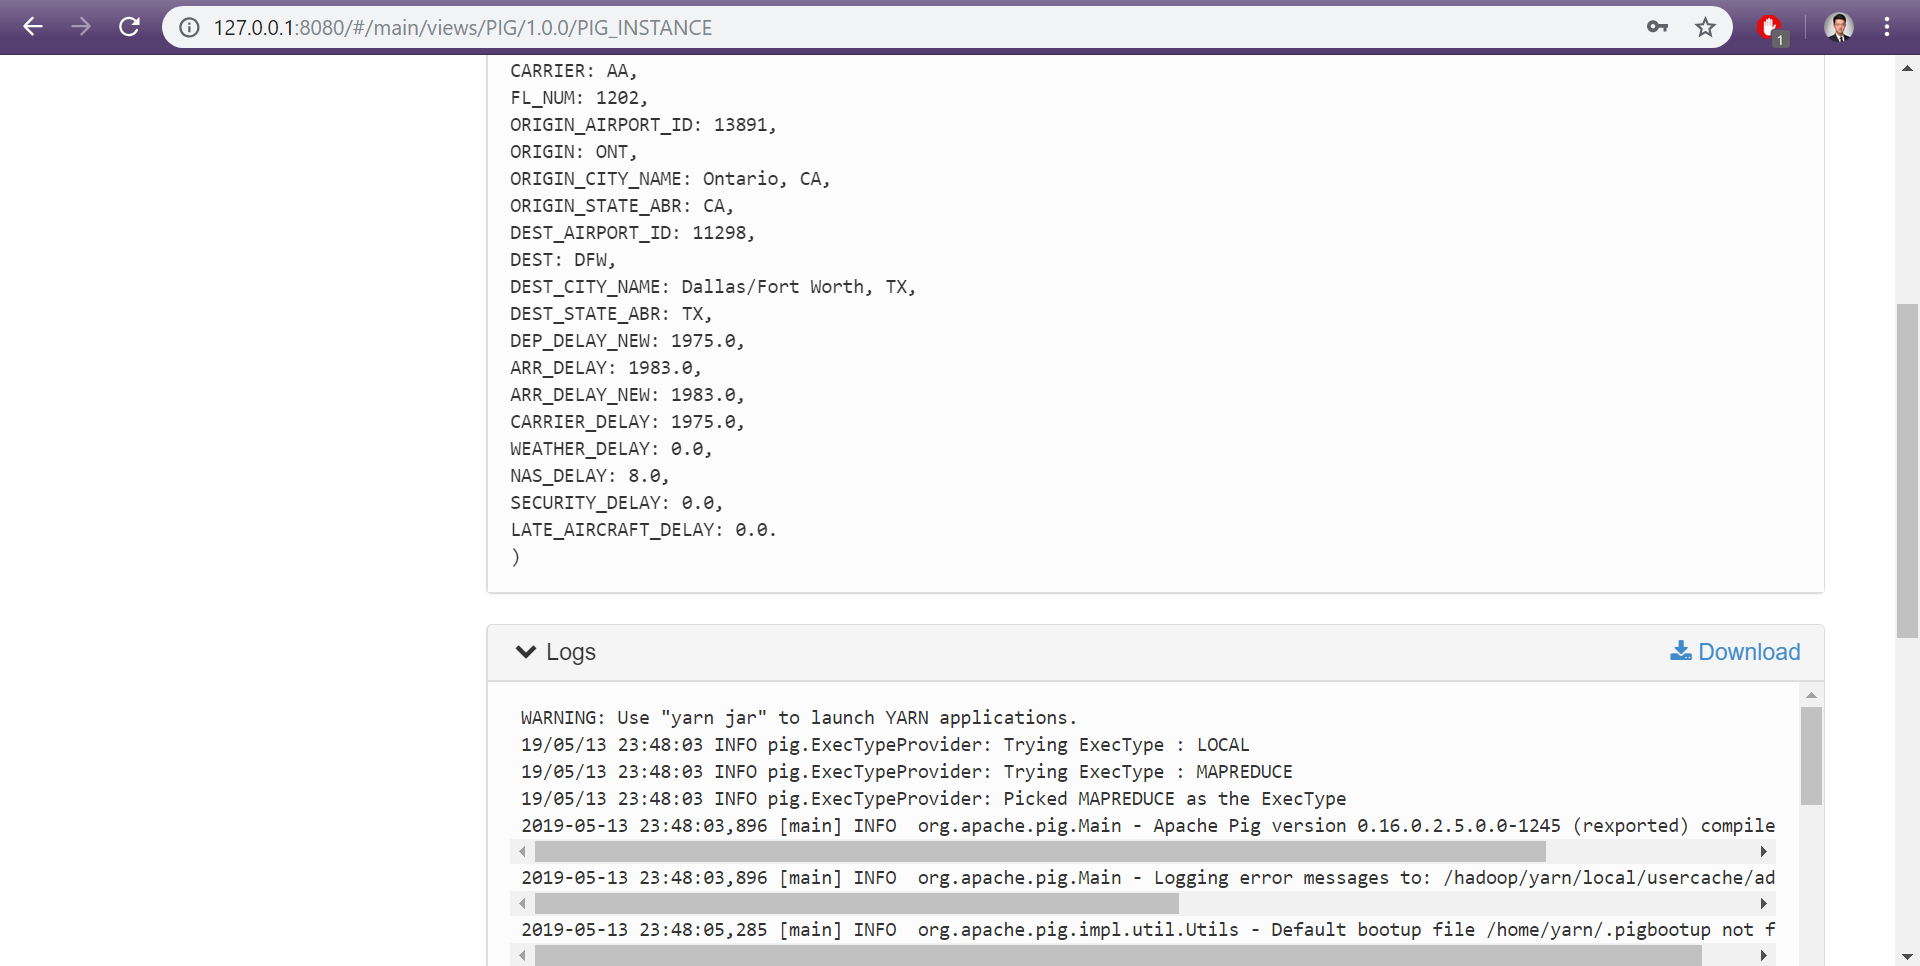 127.0.0.1:8080/#/main/views/PIG/1.0.0/PIG_INSTANCE
1
CARRIER: AA,
FL_NUM: 1202,
ORIGIN_AIRPORT_ID: 13891,
ORIGIN: ONT,
ORIGIN_CITY_NAME: Ontario, CA,
ORIGIN_STATE_ABR: CA,
DEST_AIRPORT_ID: 11298,
DEST: DFW,
DEST_CITY_NAME: Dallas/Fort Worth, TX,
DEST_STATE_ABR: TX,
DEP_DELAY_NEW: 1975.0,
ARR_DELAY: 1983.0,
ARR_DELAY_NEW: 1983.0,
CARRIER_DELAY: 1975.0,
WEATHER_DELAY: 0.0,
NAS_DELAY: 8.0,
SECURITY_DELAY: 0.0,
LATE_AIRCRAFT_DELAY: 0.0.
)
Logs
Download
WARNING: Use "yarn jar" to launch YARN applications.
19/05/13 23:48:03 INFO pig.ExecTypeProvider: Trying ExecType : LOCAL
19/05/13 23:48:03 INFO pig.ExecTypeProvider: Trying ExecType : MAPREDUCE
19/05/13 23:48:03 INFO pig.ExecTypeProvider: Picked MAPREDUCE as the ExecType
2019-05-13 23:48:03,896 [main] INFO  org.apache.pig.Main - Apache Pig version 0.16.0.2.5.0.0-1245 (rexported) compile
2019-05-13 23:48:03,896 [main] INFO  org.apache.pig.Main - Logging error messages to: /hadoop/yarn/local/usercache/ad
2019-05-13 23:48:05,285 [main] INFO  org.apache.pig.impl.util.Utils - Default bootup file /home/yarn/.pigbootup not f